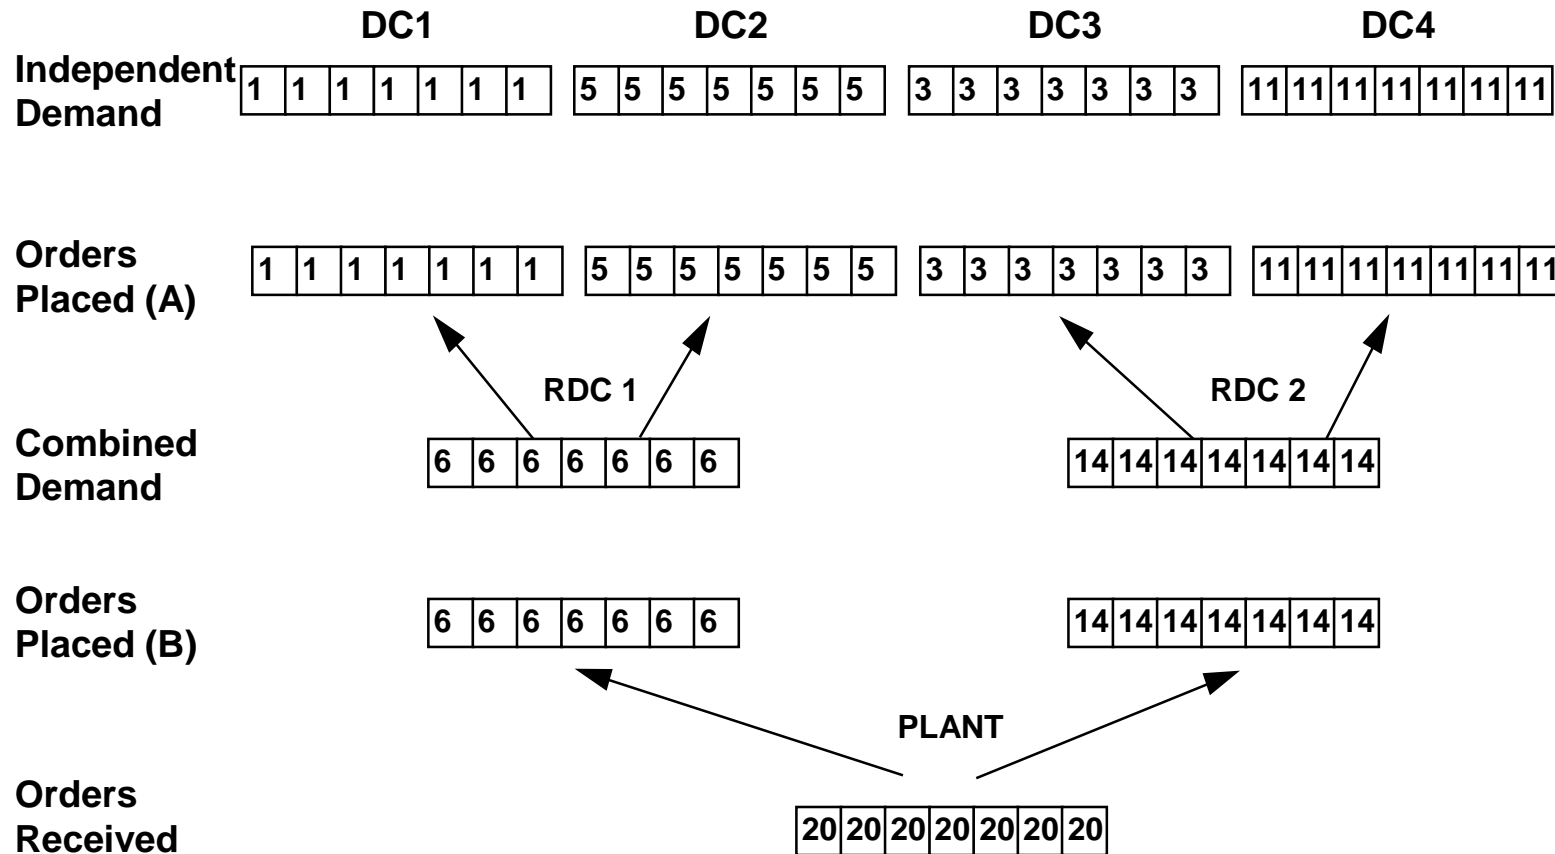 DC1 DC2 DC3 DC4
Independent
Demand
1 1 1 1 1 1 1 5 5 5 5 5 5 5 3 3 3 3 3 3 3 11 11 11 11 11 11 11
Orders
Placed (A)
1 1 1 1 1 1 1 5 5 5 5 5 5 5 3 3 3 3 3 3 3 11 11 11 11 11 11 11
RDC 1 RDC 2
Combined
Demand
6 6 6 6 6 6 6 14 14 14 14 14 14 14
Orders
Placed (B)
6 6 6 6 6 6 6 14 14 14 14 14 14 14
PLANT
Orders
Received
20 20 20 20 20 20 20